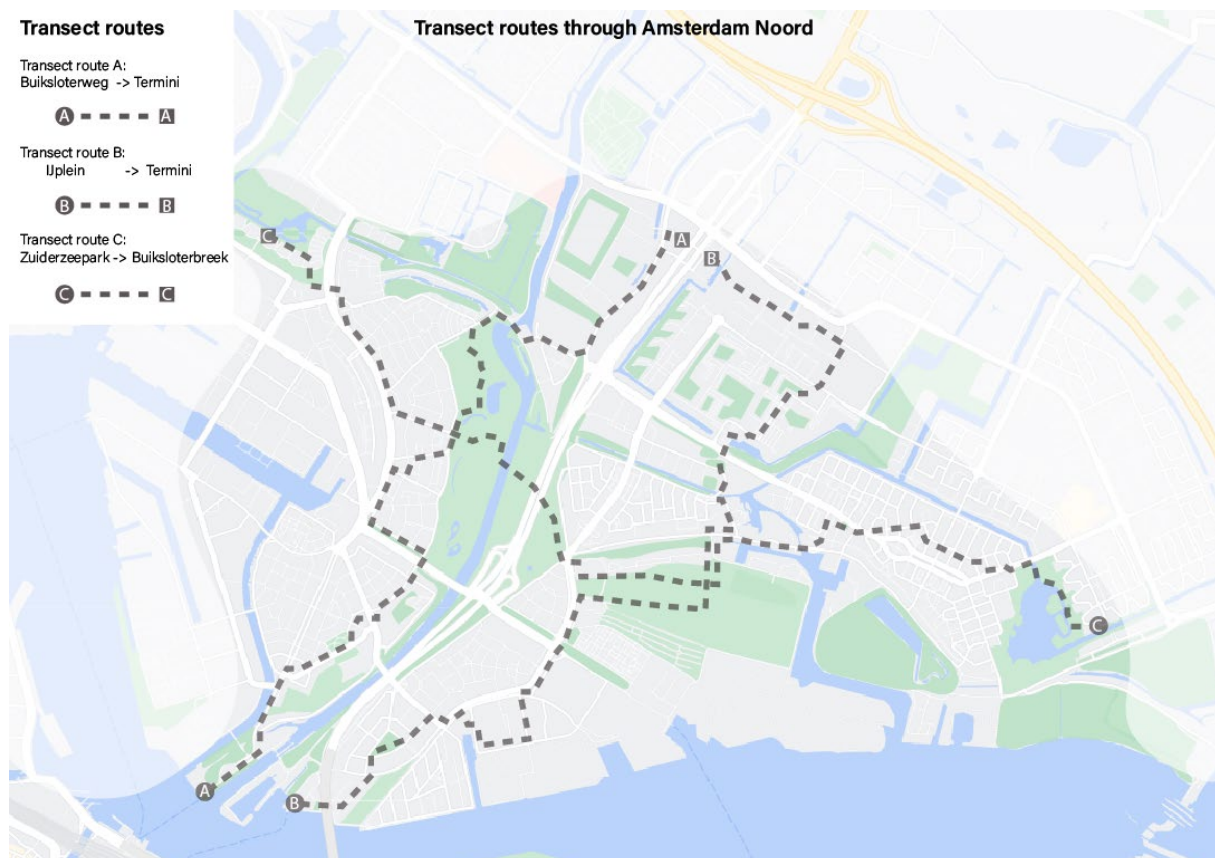 Transect routes
Transect routes through Amsterdam Noord
Transect route A:
Buiksloterweg -> Termini
A A
Transect route B:
IJplein -> Termini
B B
Transect route C:
Zuiderzeepark -> Buiksloterbreek
C C
C
A
B
C
A
B